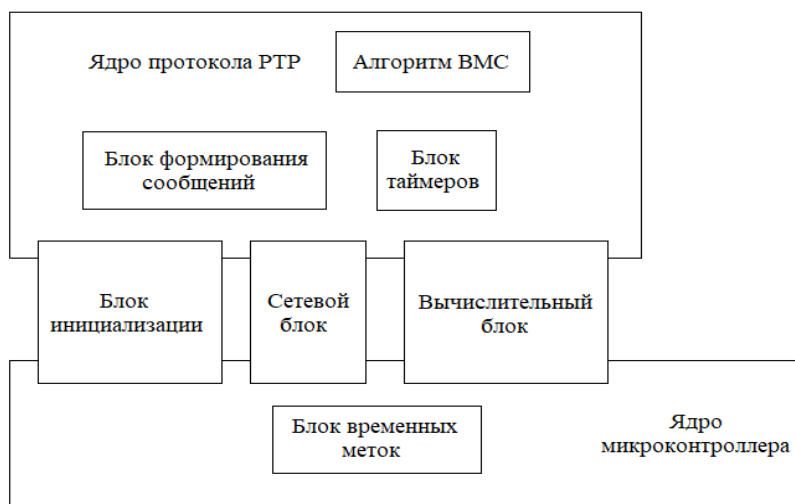 Ядро протокола PTP
Алгоритм BMC
Блок формирования
сообщений
Блок
таймеров
Блок
инициализации
Сетевой
блок
Вычислительный
блок
Блок временных
меток
Ядро
микроконтроллера